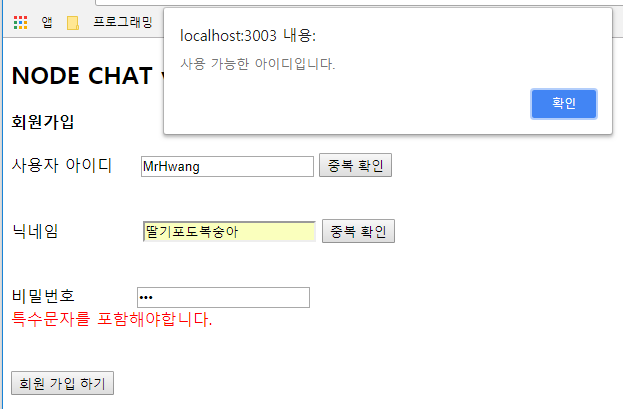 앱 프로그래밍
localhost:3003 내용:
사용 가능한 아이디입니다.
확인
NODE CHAT
회원가입
사용자 아이디 MrHwang 중복 확인
닉네임 딸기포도복숭아 중복 확인
비밀번호 •••
특수문자를 포함해야합니다.
회원 가입 하기